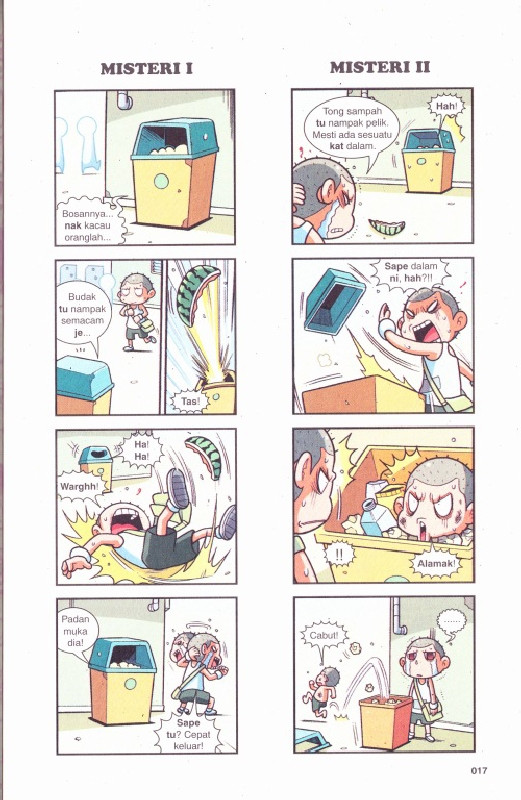 MISTERI I
Bosannya...
nak kacau
oranglah...
Budak
tu nampak
semacam
je...
Tas!
Ha!
Ha!
Warghh!
Padan
muka
dia!
Sape
tu? Cepat
keluar!
MISTERI II
Tong sampah
tu nampak pelik.
Mesti ada sesuatu
kat dalam.
Hah!
Sape dalam
ni, hah?!!
!!
Alamak!
Cabut!
......
017